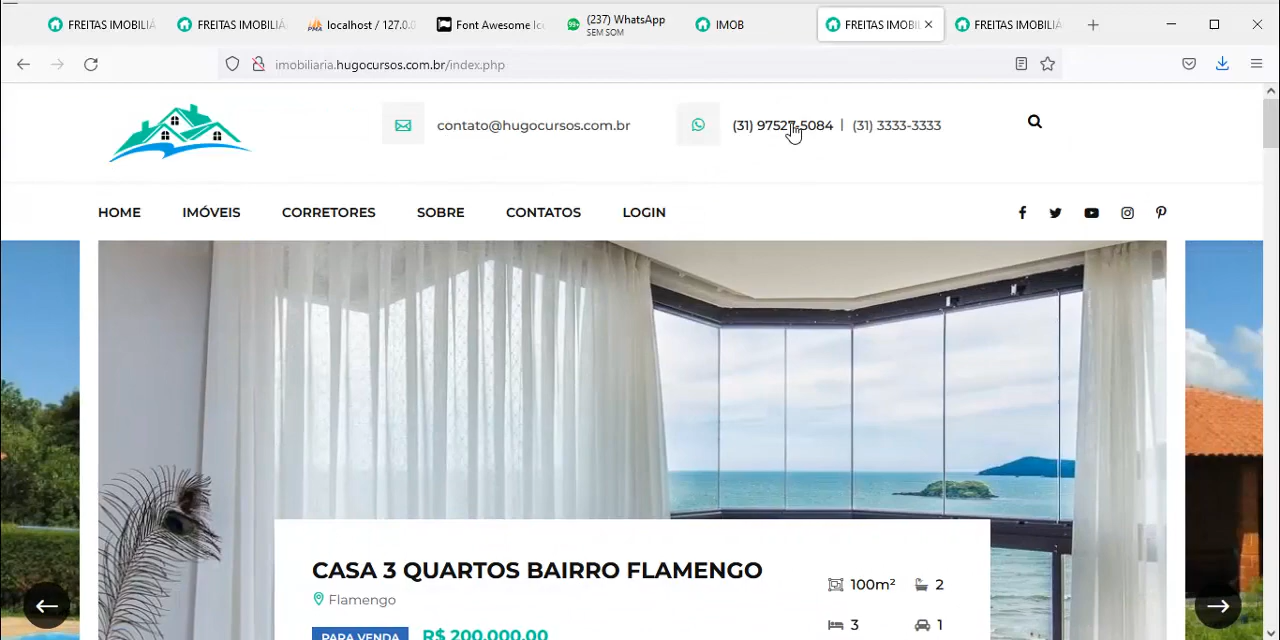 FREITAS IMOBILIÁ
FREITAS IMOBILIÁ
localhost / 127.0.0
Font Awesome Ico
(237) WhatsApp
SEM SOM
IMOB
FREITAS IMOBIL
FREITAS IMOBILIÁ
imobiliaria.hugocursos.com.br/index.php
contato@hugocursos.com.br
(31) 97527-5084 | (31) 3333-3333
HOME IMÓVEIS CORRETORES SOBRE CONTATOS LOGIN
CASA 3 QUARTOS BAIRRO FLAMENGO
100m² 2
Flamengo
3 1
PARA VENDA R$ 200.000,00